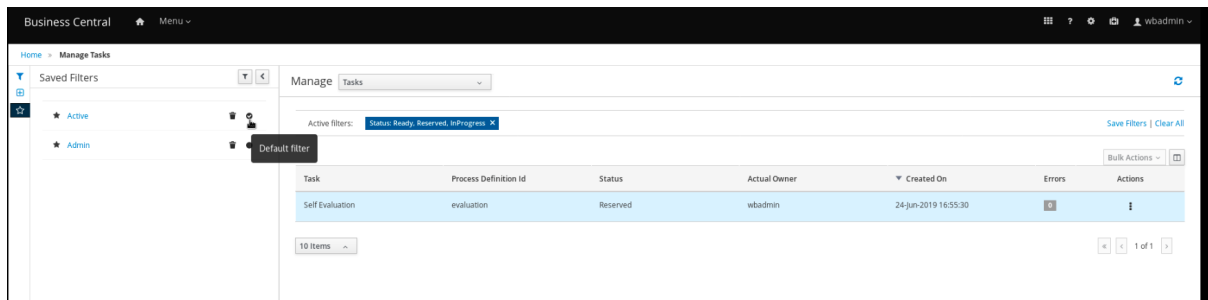 Business Central Menu ? wbadmin
Home > Manage Tasks
Saved Filters
Active
Default filter
Admin
Manage Tasks
Active filters: Status: Ready, Reserved, InProgress X Save Filters | Clear All
Bulk Actions
Task Process Definition Id Status Actual Owner Created On Errors Actions
Self Evaluation evaluation Reserved wbadmin 24-Jun-2019 16:55:30 0
10 Items « < 1 of 1 >